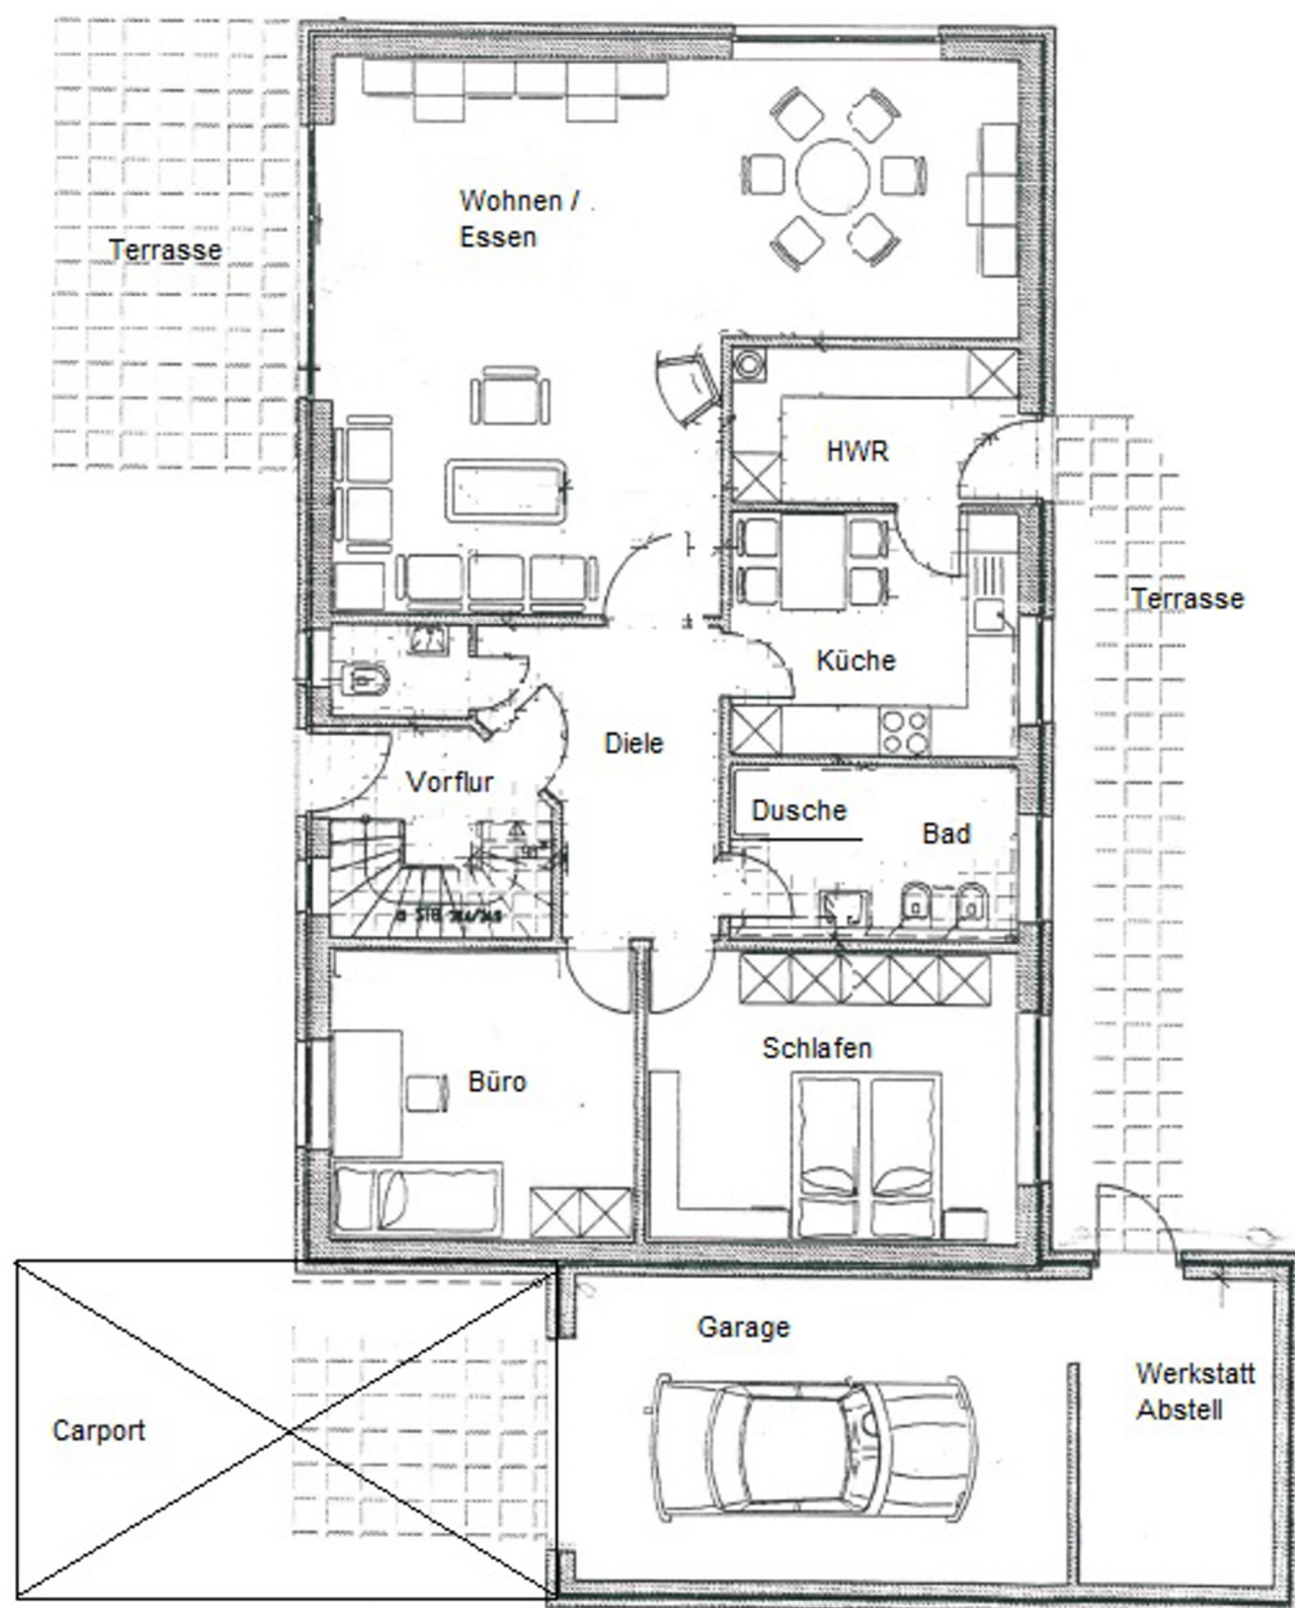 Wohnen /
Essen
Terrasse
HWR
Terrasse
Küche
Diele
Vorflur
Dusche
Bad
Schlafen
Büro
Garage
Werkstatt
Abstell
Carport